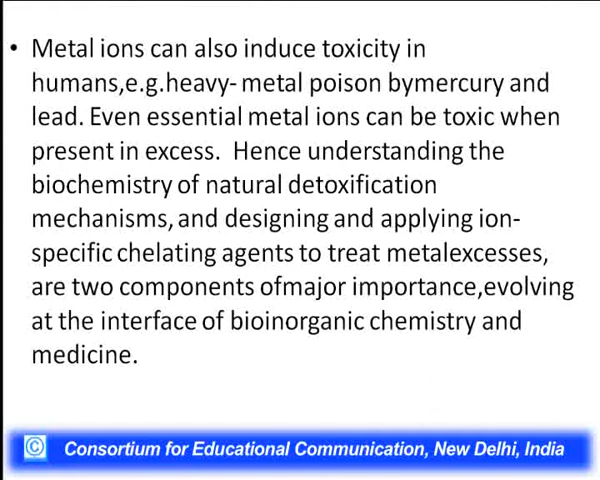 • Metal ions can also induce toxicity in
humans,e.g.heavy- metal poison bymercury and
lead. Even essential metal ions can be toxic when
present in excess.  Hence understanding the
biochemistry of natural detoxification
mechanisms, and designing and applying ion-
specific chelating agents to treat metalexcesses,
are two components ofmajor importance,evolving
at the interface of bioinorganic chemistry and
medicine.
© Consortium for Educational Communication, New Delhi, India